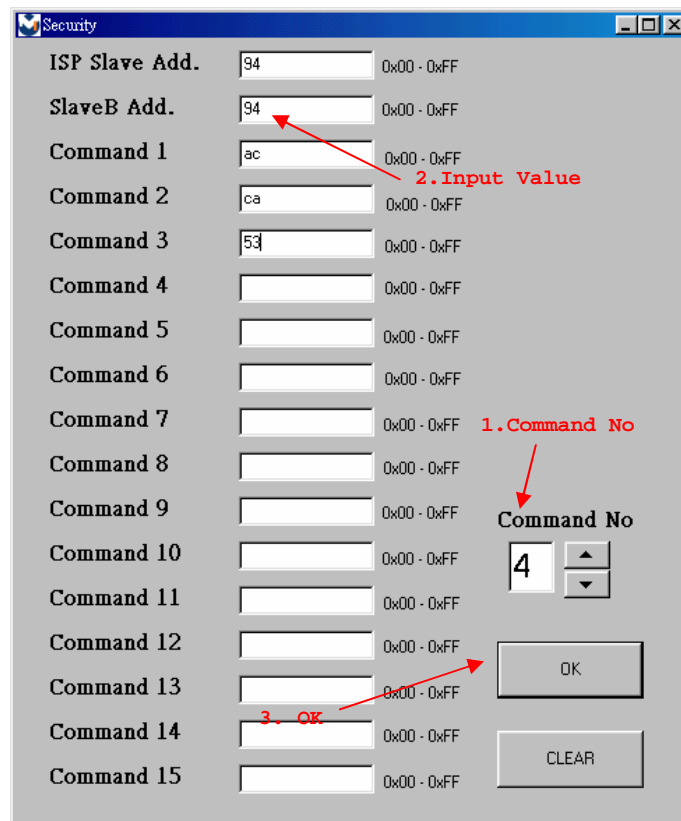 Security
ISP Slave Add. 94 0x00 - 0xFF
SlaveB Add. 94 0x00 - 0xFF
Command 1 ac 0x00 - 0xFF
2.Input Value
Command 2 ca 0x00 - 0xFF
Command 3 53 0x00 - 0xFF
Command 4 0x00 - 0xFF
Command 5 0x00 - 0xFF
Command 6 0x00 - 0xFF
Command 7 0x00 - 0xFF 1.Command No
Command 8 0x00 - 0xFF
Command 9 0x00 - 0xFF Command No
Command 10 0x00 - 0xFF 4
Command 11 0x00 - 0xFF
Command 12 0x00 - 0xFF
OK
Command 13 0x00 - 0xFF
3. OK
Command 14 0x00 - 0xFF
CLEAR
Command 15 0x00 - 0xFF